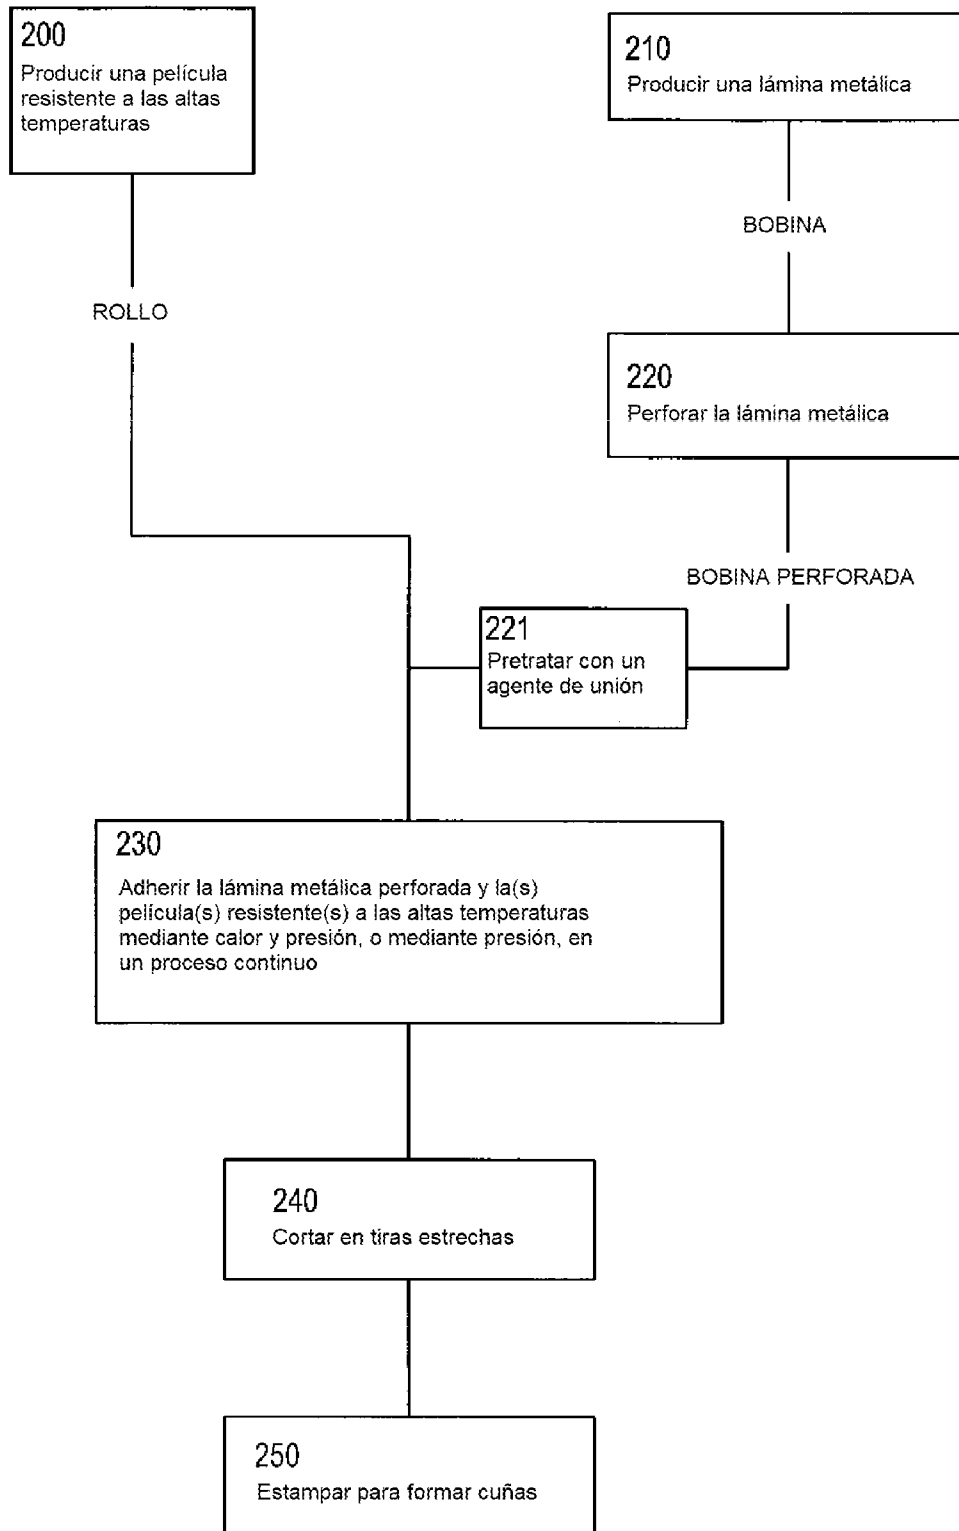 200
Producir una película
resistente a las altas
temperaturas
210
Producir una lámina metálica
BOBINA
ROLLO
220
Perforar la lámina metálica
BOBINA PERFORADA
221
Pretratar con un
agente de unión
230
Adherir la lámina metálica perforada y la(s)
película(s) resistente(s) a las altas temperaturas
mediante calor y presión, o mediante presión, en
un proceso continuo
240
Cortar en tiras estrechas
250
Estampar para formar cuñas